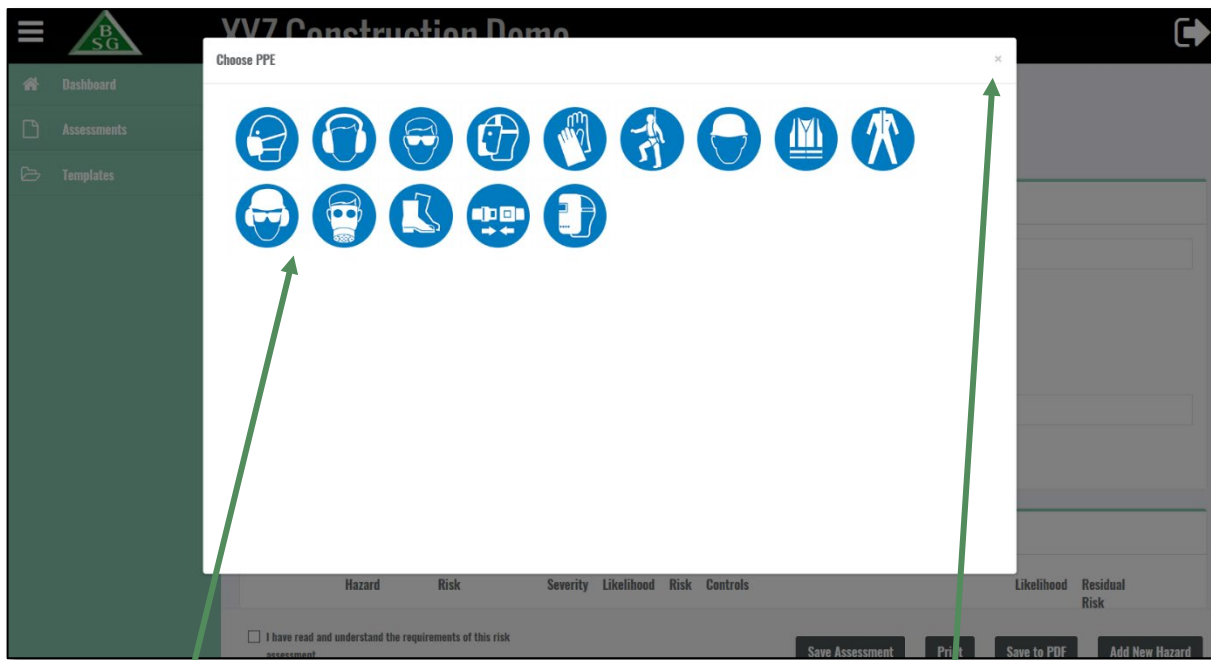 B
SG
XYZ Construction Demo
Choose PPE
×
Dashboard
Assessments
Templates
Hazard Risk Severity Likelihood Risk Controls Likelihood Residual
Risk
I have read and understand the requirements of this risk
assessment
Save Assessment Print Save to PDF Add New Hazard